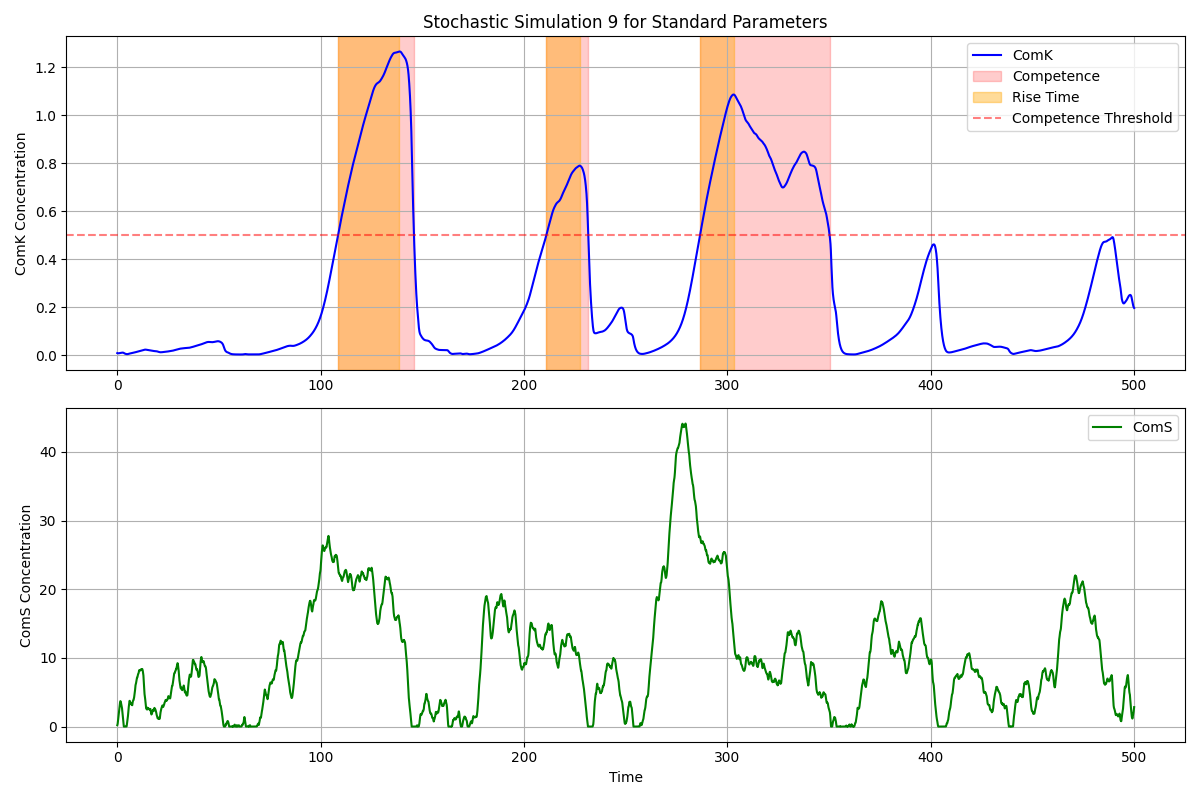 Stochastic Simulation 9 for Standard Parameters
ComK Concentration
1.2
1.0
0.8
0.6
0.4
0.2
0.0
ComK
Competence
Rise Time
Competence Threshold
0 100 200 300 400 500
ComS Concentration
40
30
20
10
0
ComS
0 100 200 300 400 500
Time